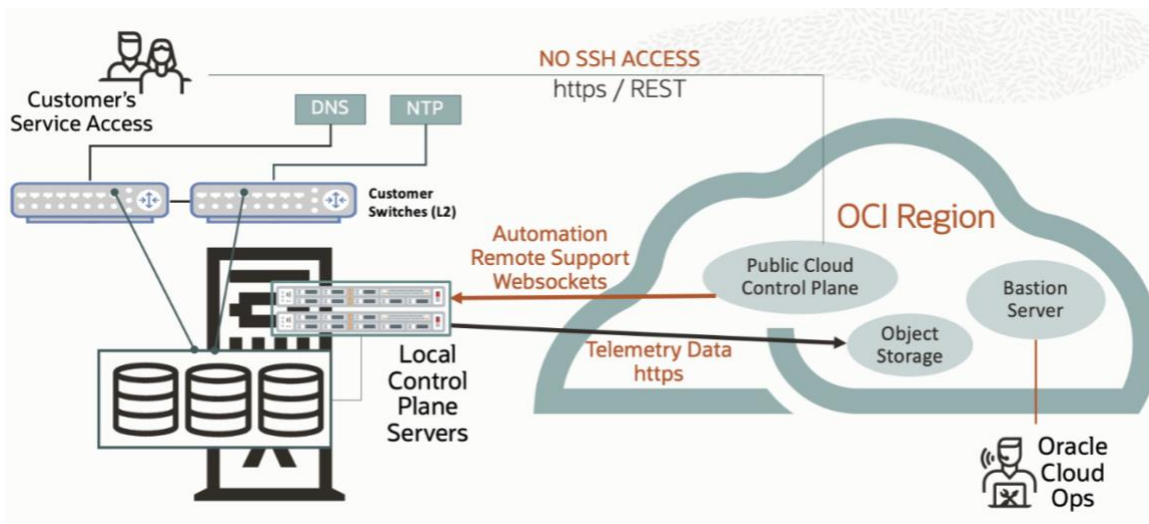 NO SSH ACCESS
https / REST
Customer's
Service Access
DNS
NTP
Customer
Switches (L2)
OCI Region
Automation
Remote Support
Websockets
Public Cloud
Control Plane
Bastion
Server
Object
Storage
Telemetry Data
https
Local
Control
Plane
Servers
Oracle
Cloud
Ops